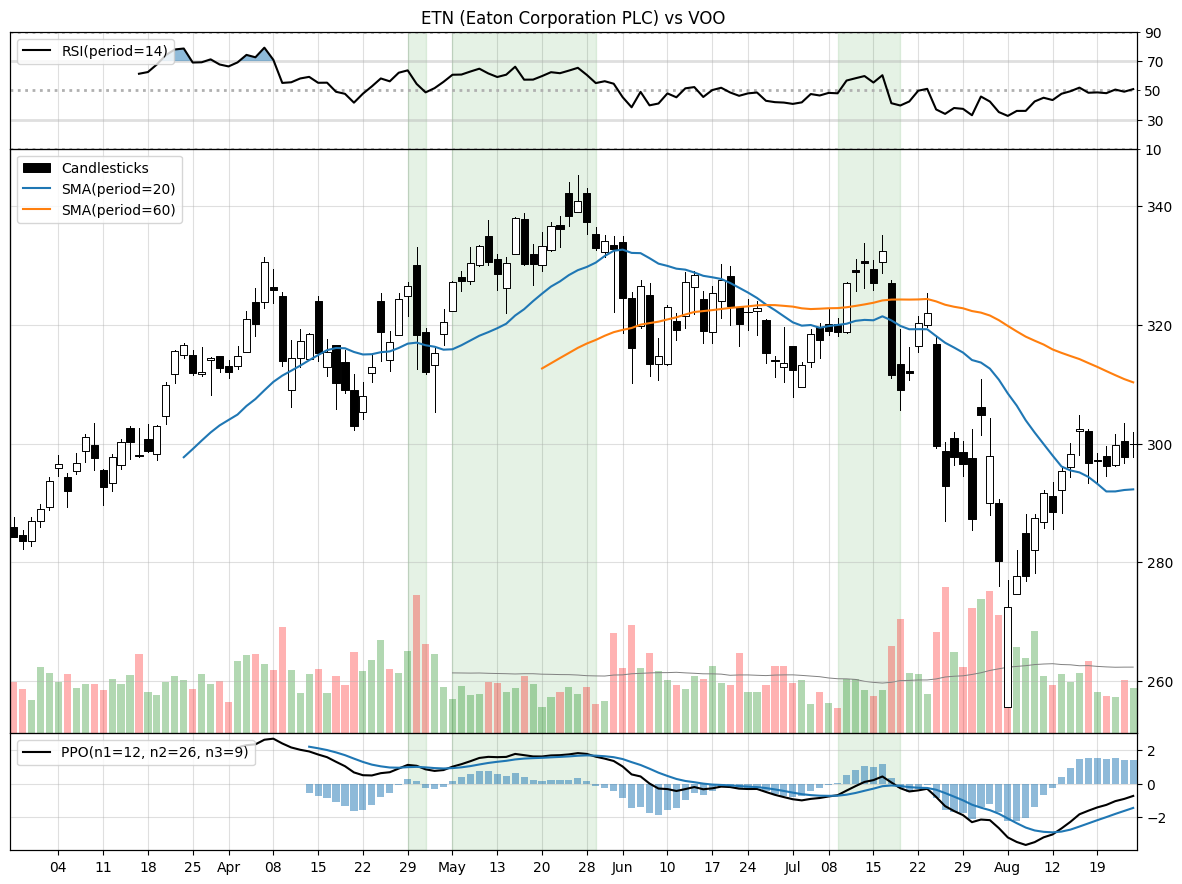 ETN (Eaton Corporation PLC) vs VOO
RSI(period=14)
90
70
50
30
10
Candlesticks
SMA(period=20)
SMA(period=60)
340
320
300
280
260
PPO(n1=12, n2=26, n3=9)
2
0
−2
04 11 18 25 Apr 08 15 22 29 May 13 20 28 Jun 10 17 24 Jul 08 15 22 29 Aug 12 19